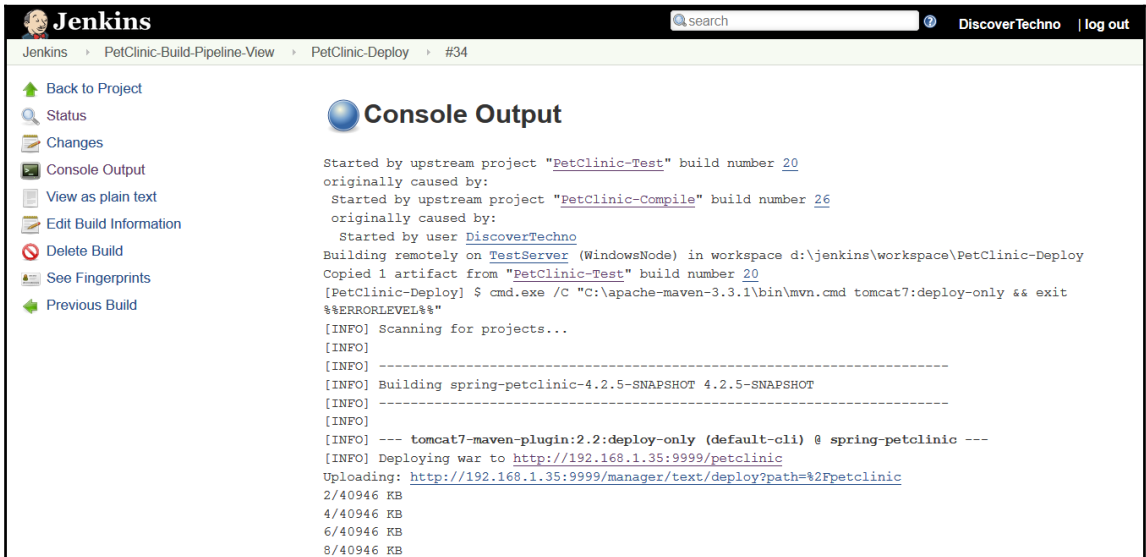 Jenkins
search
DiscoverTechno | log out
Jenkins PetClinic-Build-Pipeline-View PetClinic-Deploy #34
Back to Project
Status
Changes
Console Output
View as plain text
Edit Build Information
Delete Build
See Fingerprints
Previous Build
Console Output
Started by upstream project "PetClinic-Test" build number 20
originally caused by:
Started by upstream project "PetClinic-Compile" build number 26
originally caused by:
Started by user DiscoverTechno
Building remotely on TestServer (WindowsNode) in workspace d:\jenkins\workspace\PetClinic-Deploy
Copied 1 artifact from "PetClinic-Test" build number 20
[PetClinic-Deploy] $ cmd.exe /C "C:\apache-maven-3.3.1\bin\mvn.cmd tomcat7:deploy-only && exit
%%ERRORLEVEL%%"
[INFO] Scanning for projects...
[INFO]
[INFO] ------------------------------------------------------------------------
[INFO] Building spring-petclinic-4.2.5-SNAPSHOT 4.2.5-SNAPSHOT
[INFO] ------------------------------------------------------------------------
[INFO]
[INFO] --- tomcat7-maven-plugin:2.2:deploy-only (default-cli) @ spring-petclinic ---
[INFO] Deploying war to http://192.168.1.35:9999/petclinic
Uploading: http://192.168.1.35:9999/manager/text/deploy?path=%2Fpetclinic
2/40946 KB
4/40946 KB
6/40946 KB
8/40946 KB